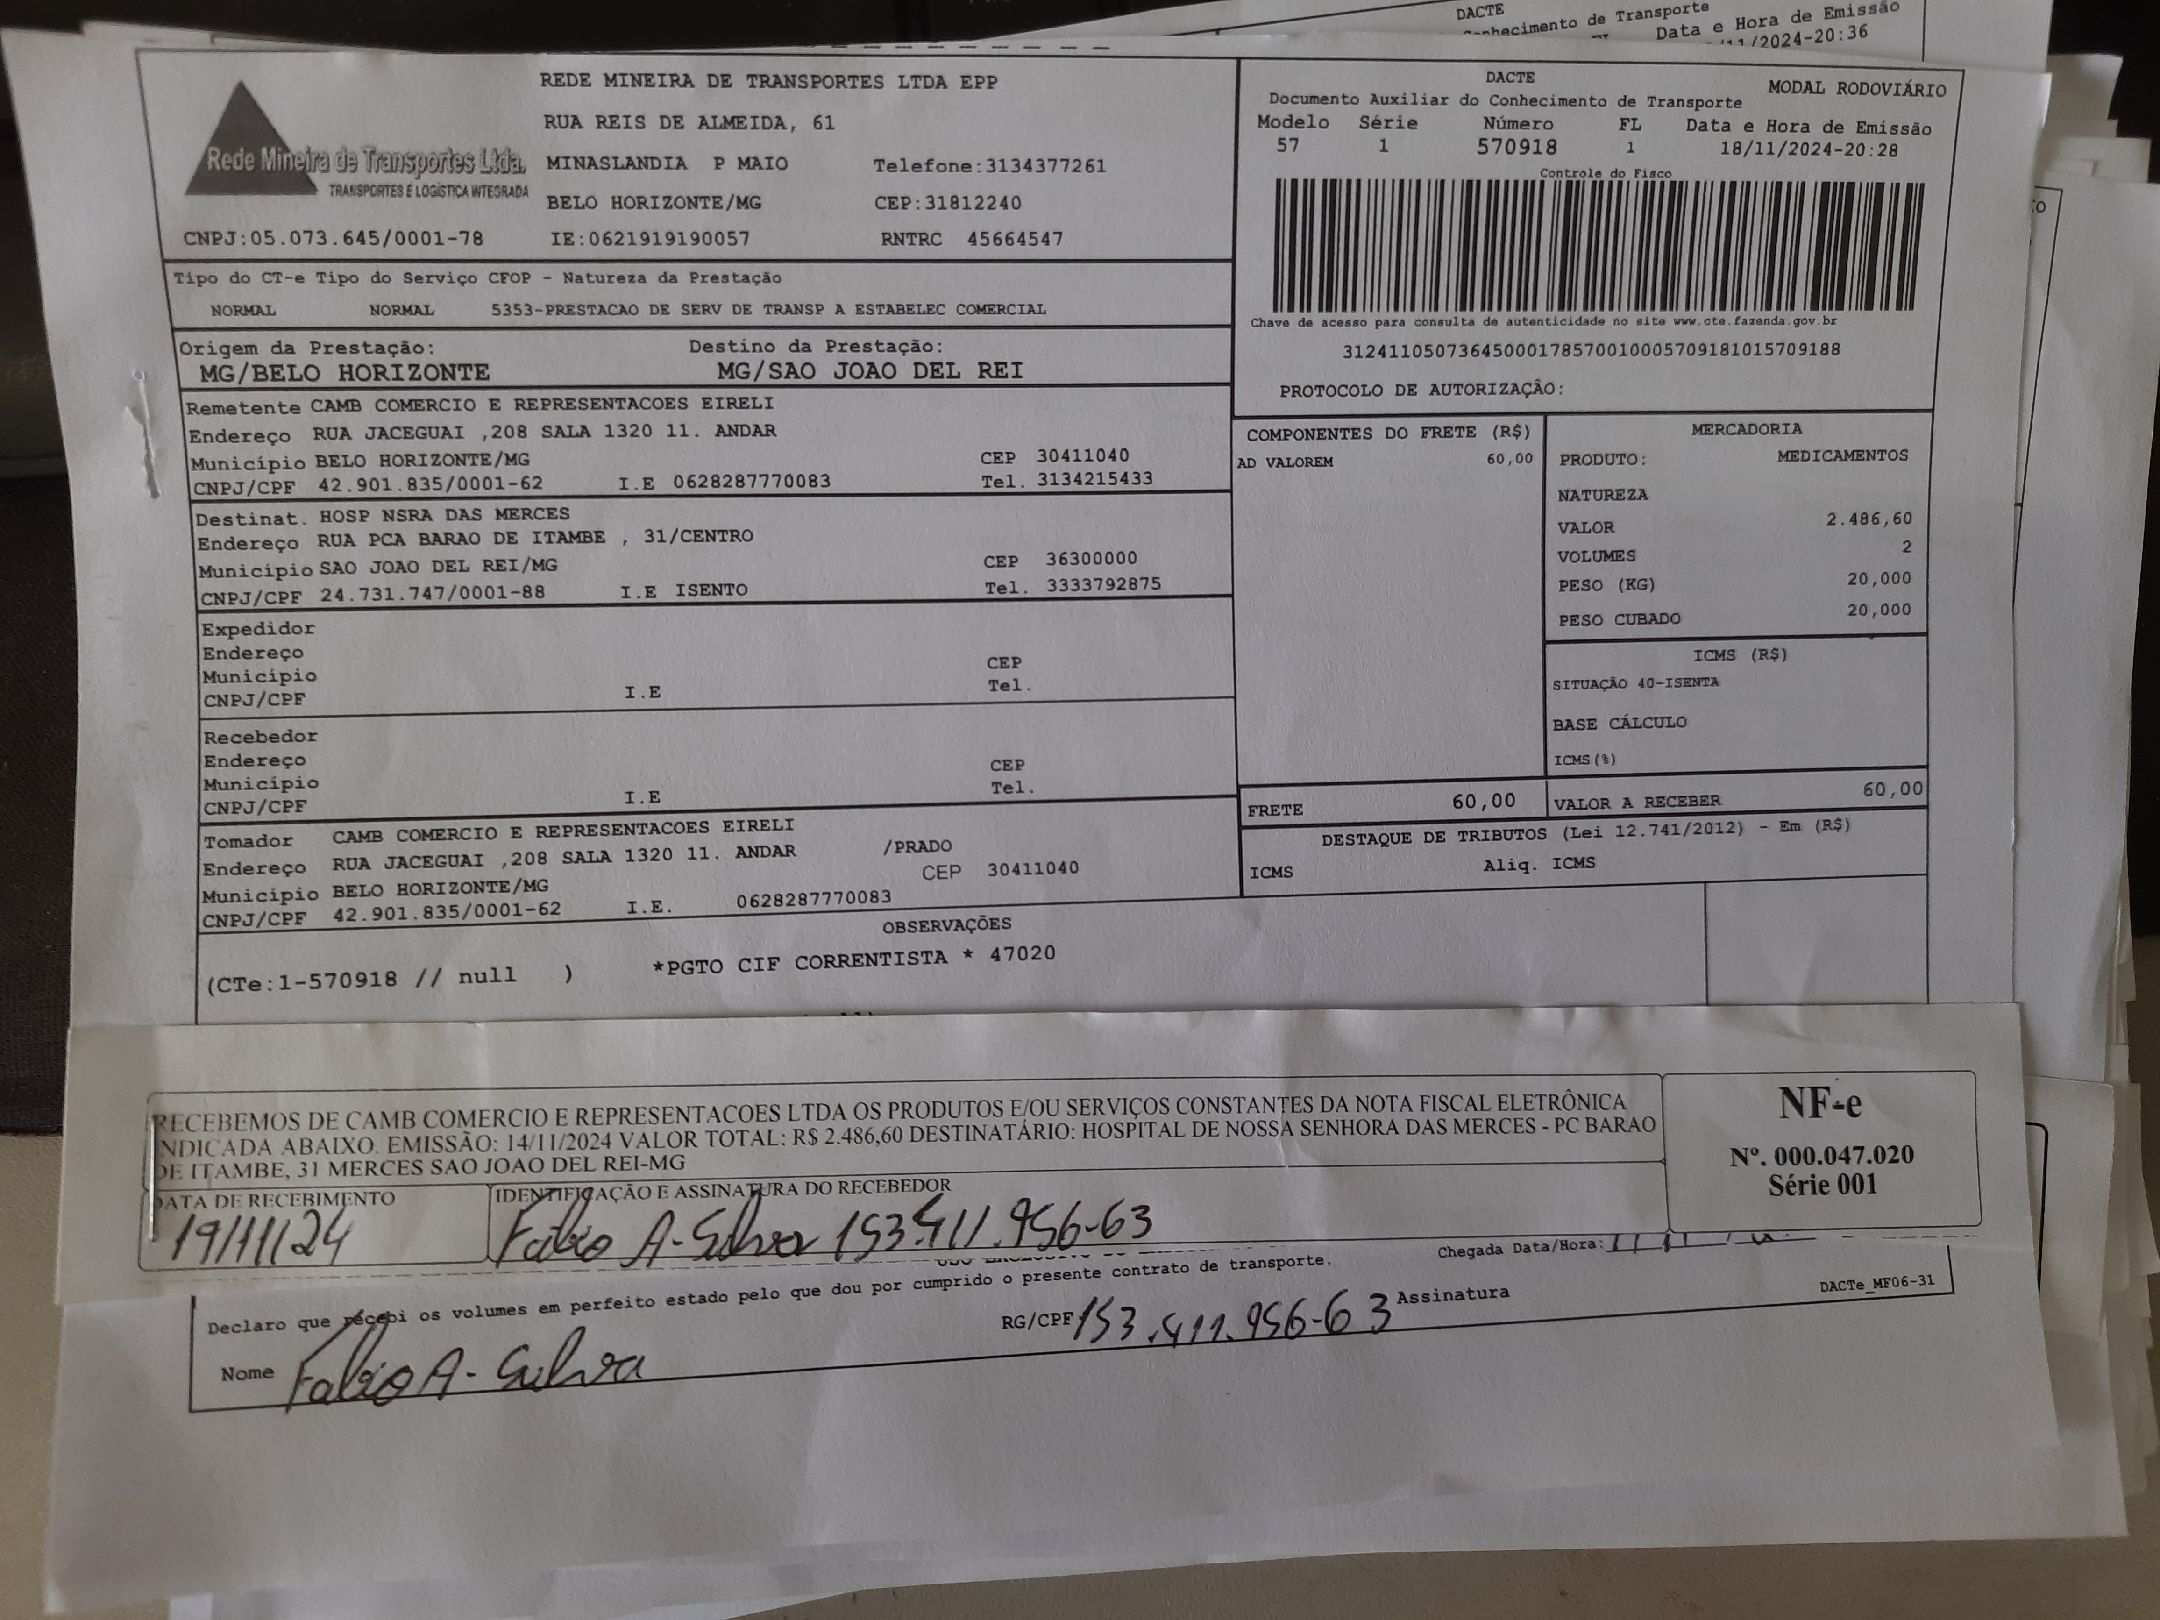 DACTE
Conhecimento de Transporte
Data e Hora de Emissão
/11/2024-20:36
Rede Mineira de Transportes Ltda.
TRANSPORTES E LOGÍSTICA INTEGRADA
REDE MINEIRA DE TRANSPORTES LTDA EPP
RUA REIS DE ALMEIDA, 61
MINASLANDIA P MAIO Telefone:3134377261
BELO HORIZONTE/MG CEP:31812240
CNPJ:05.073.645/0001-78 IE:0621919190057 RNTRC 45664547
DACTE MODAL RODOVIÁRIO
Documento Auxiliar do Conhecimento de Transporte
Modelo Série Número FL Data e Hora de Emissão
57 1 570918 1 18/11/2024-20:28
Controle do Fisco
Chave de acesso para consulta de autenticidade no site www.cte.fazenda.gov.br
31241105073645000178570010005709181015709188
PROTOCOLO DE AUTORIZAÇÃO:
Tipo do CT-e Tipo do Serviço CFOP - Natureza da Prestação
NORMAL NORMAL 5353-PRESTACAO DE SERV DE TRANSP A ESTABELEC COMERCIAL
Origem da Prestação: Destino da Prestação:
MG/BELO HORIZONTE MG/SAO JOAO DEL REI
Remetente CAMB COMERCIO E REPRESENTACOES EIRELI
Endereço RUA JACEGUAI ,208 SALA 1320 11. ANDAR
Município BELO HORIZONTE/MG CEP 30411040
CNPJ/CPF 42.901.835/0001-62 I.E 0628287770083 Tel. 3134215433
Destinat. HOSP NSRA DAS MERCES
Endereço RUA PCA BARAO DE ITAMBE , 31/CENTRO
Município SAO JOAO DEL REI/MG CEP 36300000
CNPJ/CPF 24.731.747/0001-88 I.E ISENTO Tel. 3333792875
Expedidor
Endereço
Município CEP
CNPJ/CPF I.E Tel.
Recebedor
Endereço
Município CEP
CNPJ/CPF I.E Tel.
Tomador CAMB COMERCIO E REPRESENTACOES EIRELI
Endereço RUA JACEGUAI ,208 SALA 1320 11. ANDAR /PRADO
Município BELO HORIZONTE/MG CEP 30411040
CNPJ/CPF 42.901.835/0001-62 I.E. 0628287770083
COMPONENTES DO FRETE (R$)
AD VALOREM 60,00
MERCADORIA
PRODUTO: MEDICAMENTOS
NATUREZA
VALOR 2.486,60
VOLUMES 2
PESO (KG) 20,000
PESO CUBADO 20,000
ICMS (R$)
SITUAÇÃO 40-ISENTA
BASE CÁLCULO
ICMS(%)
FRETE 60,00 VALOR A RECEBER 60,00
DESTAQUE DE TRIBUTOS (Lei 12.741/2012) - Em (R$)
ICMS Aliq. ICMS
OBSERVAÇÕES
(CTe:1-570918 // null ) *PGTO CIF CORRENTISTA * 47020
RECEBEMOS DE CAMB COMERCIO E REPRESENTACOES LTDA OS PRODUTOS E/OU SERVIÇOS CONSTANTES DA NOTA FISCAL ELETRÔNICA
INDICADA ABAIXO. EMISSÃO: 14/11/2024 VALOR TOTAL: R$ 2.486,60 DESTINATÁRIO: HOSPITAL DE NOSSA SENHORA DAS MERCES - PC BARAO
DE ITAMBE, 31 MERCES SAO JOAO DEL REI-MG
DATA DE RECEBIMENTO IDENTIFICAÇÃO E ASSINATURA DO RECEBEDOR
19/11/24 Fabio A- Silva 153.411.956-63
NF-e
Nº. 000.047.020
Série 001
Chegada Data/Hora:
Declaro que recebi os volumes em perfeito estado pelo que dou por cumprido o presente contrato de transporte.
Nome Fabio A- Silva RG/CPF 153.411.956-63 Assinatura
DACTe_MF06-31